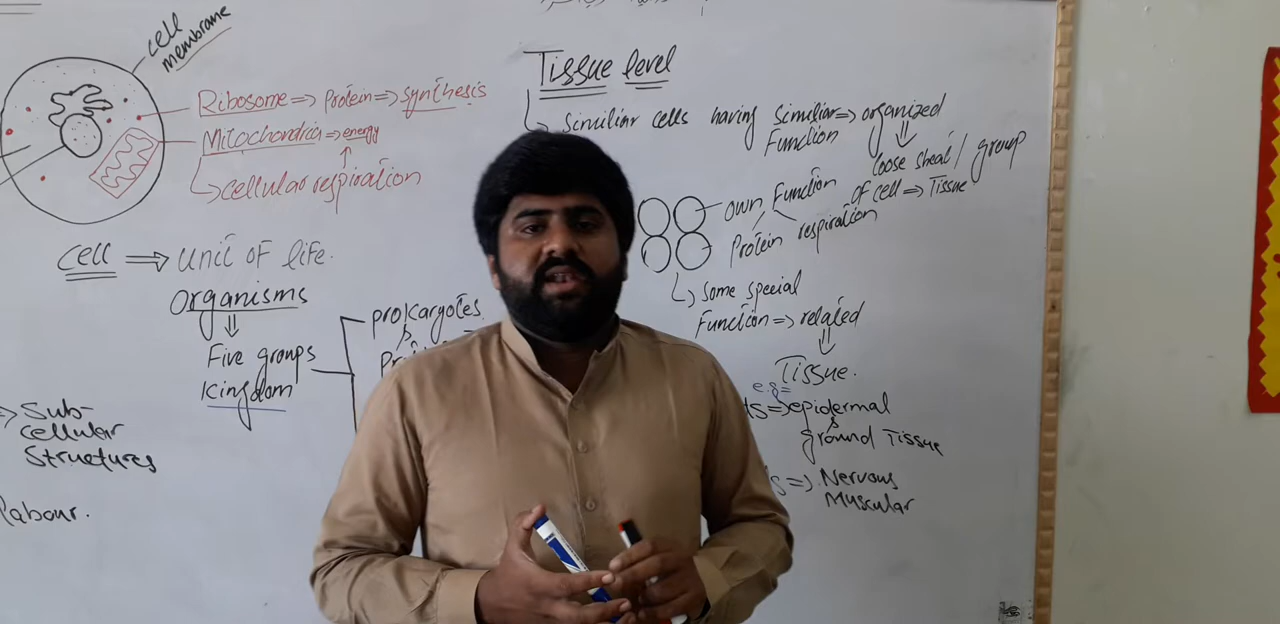 cell
membrane
Ribosome => protein => synthesis
Mitochondria => energy
cellular respiration
cell => unit of life.
organisms
Five groups
kingdom
prokaryotes
=> Sub-
cellular
structures
labour.
Tissue level
Similiar cells having Similiar => organized
Function
loose sheal / group
of cell => Tissue
own Function
Protein respiration
Some special
Function => related
Tissue.
e.g =
ts => epidermal
&
ground Tissue
s => Nervous
Muscular